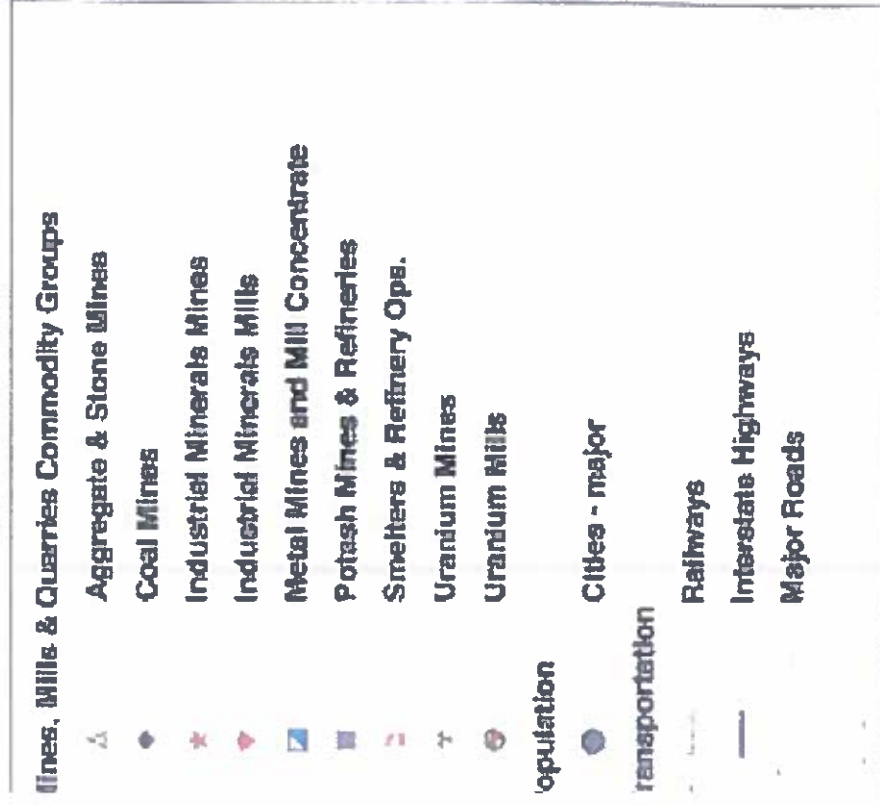 lines, Mills & Quarries Commodity Groups
Aggregate & Stone Mines
Coal Mines
Industrial Minerals Mines
Industrial Minerals Mills
Metal Mines and Mill Concentrate
Potash Mines & Refineries
Smelters & Refinery Ops.
Uranium Mines
Uranium Mills
opulation
Cities - major
ransportation
Railways
Interstate Highways
Major Roads